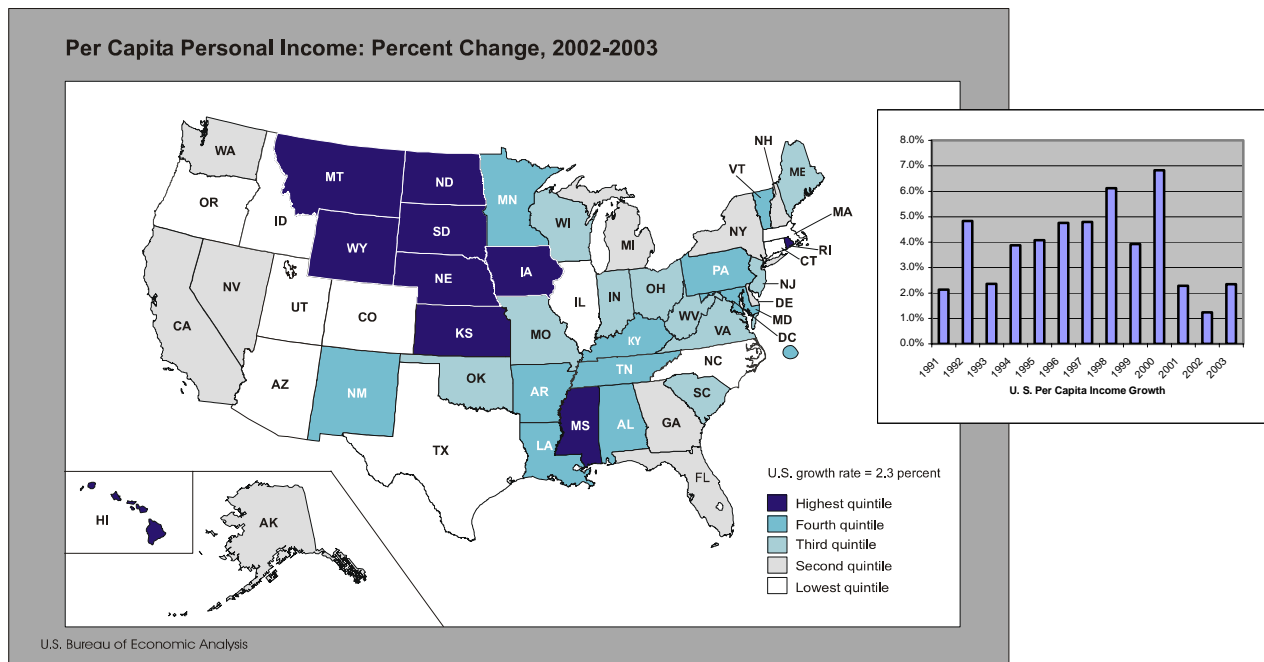 Per Capita Personal Income: Percent Change, 2002-2003
WA
OR
ID
MT
WY
ND
SD
NE
KS
MN
IA
WI
MI
NV
CA
UT
CO
AZ
NM
TX
OK
MO
AR
LA
IL
IN
OH
KY
TN
MS
AL
GA
FL
SC
NC
VA
WV
PA
NY
VT
NH
ME
MA
RI
CT
NJ
DE
MD
DC
HI
AK
U.S. growth rate = 2.3 percent
Highest quintile
Fourth quintile
Third quintile
Second quintile
Lowest quintile
U.S. Bureau of Economic Analysis
8.0%
7.0%
6.0%
5.0%
4.0%
3.0%
2.0%
1.0%
0.0%
1991
1992
1993
1994
1995
1996
1997
1998
1999
2000
2001
2002
2003
U. S. Per Capita Income Growth